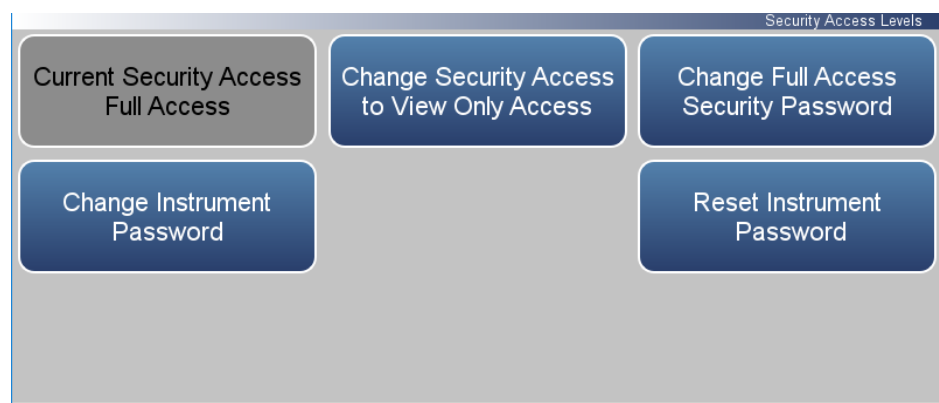 Security Access Levels
Current Security Access
Full Access
Change Security Access
to View Only Access
Change Full Access
Security Password
Change Instrument
Password
Reset Instrument
Password